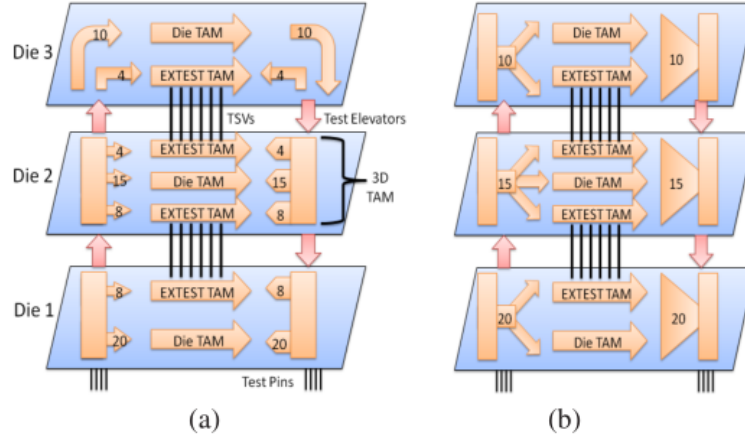 10
Die TAM
10
10
Die TAM
10
Die 3
4
EXTEST TAM
4
EXTEST TAM
TSVs
Test Elevators
4
EXTEST TAM
4
EXTEST TAM
Die 2
15
Die TAM
15
3D
TAM
15
Die TAM
15
8
EXTEST TAM
8
EXTEST TAM
8
EXTEST TAM
8
EXTEST TAM
Die 1
20
Die TAM
20
20
Die TAM
20
Test Pins
(a)
(b)